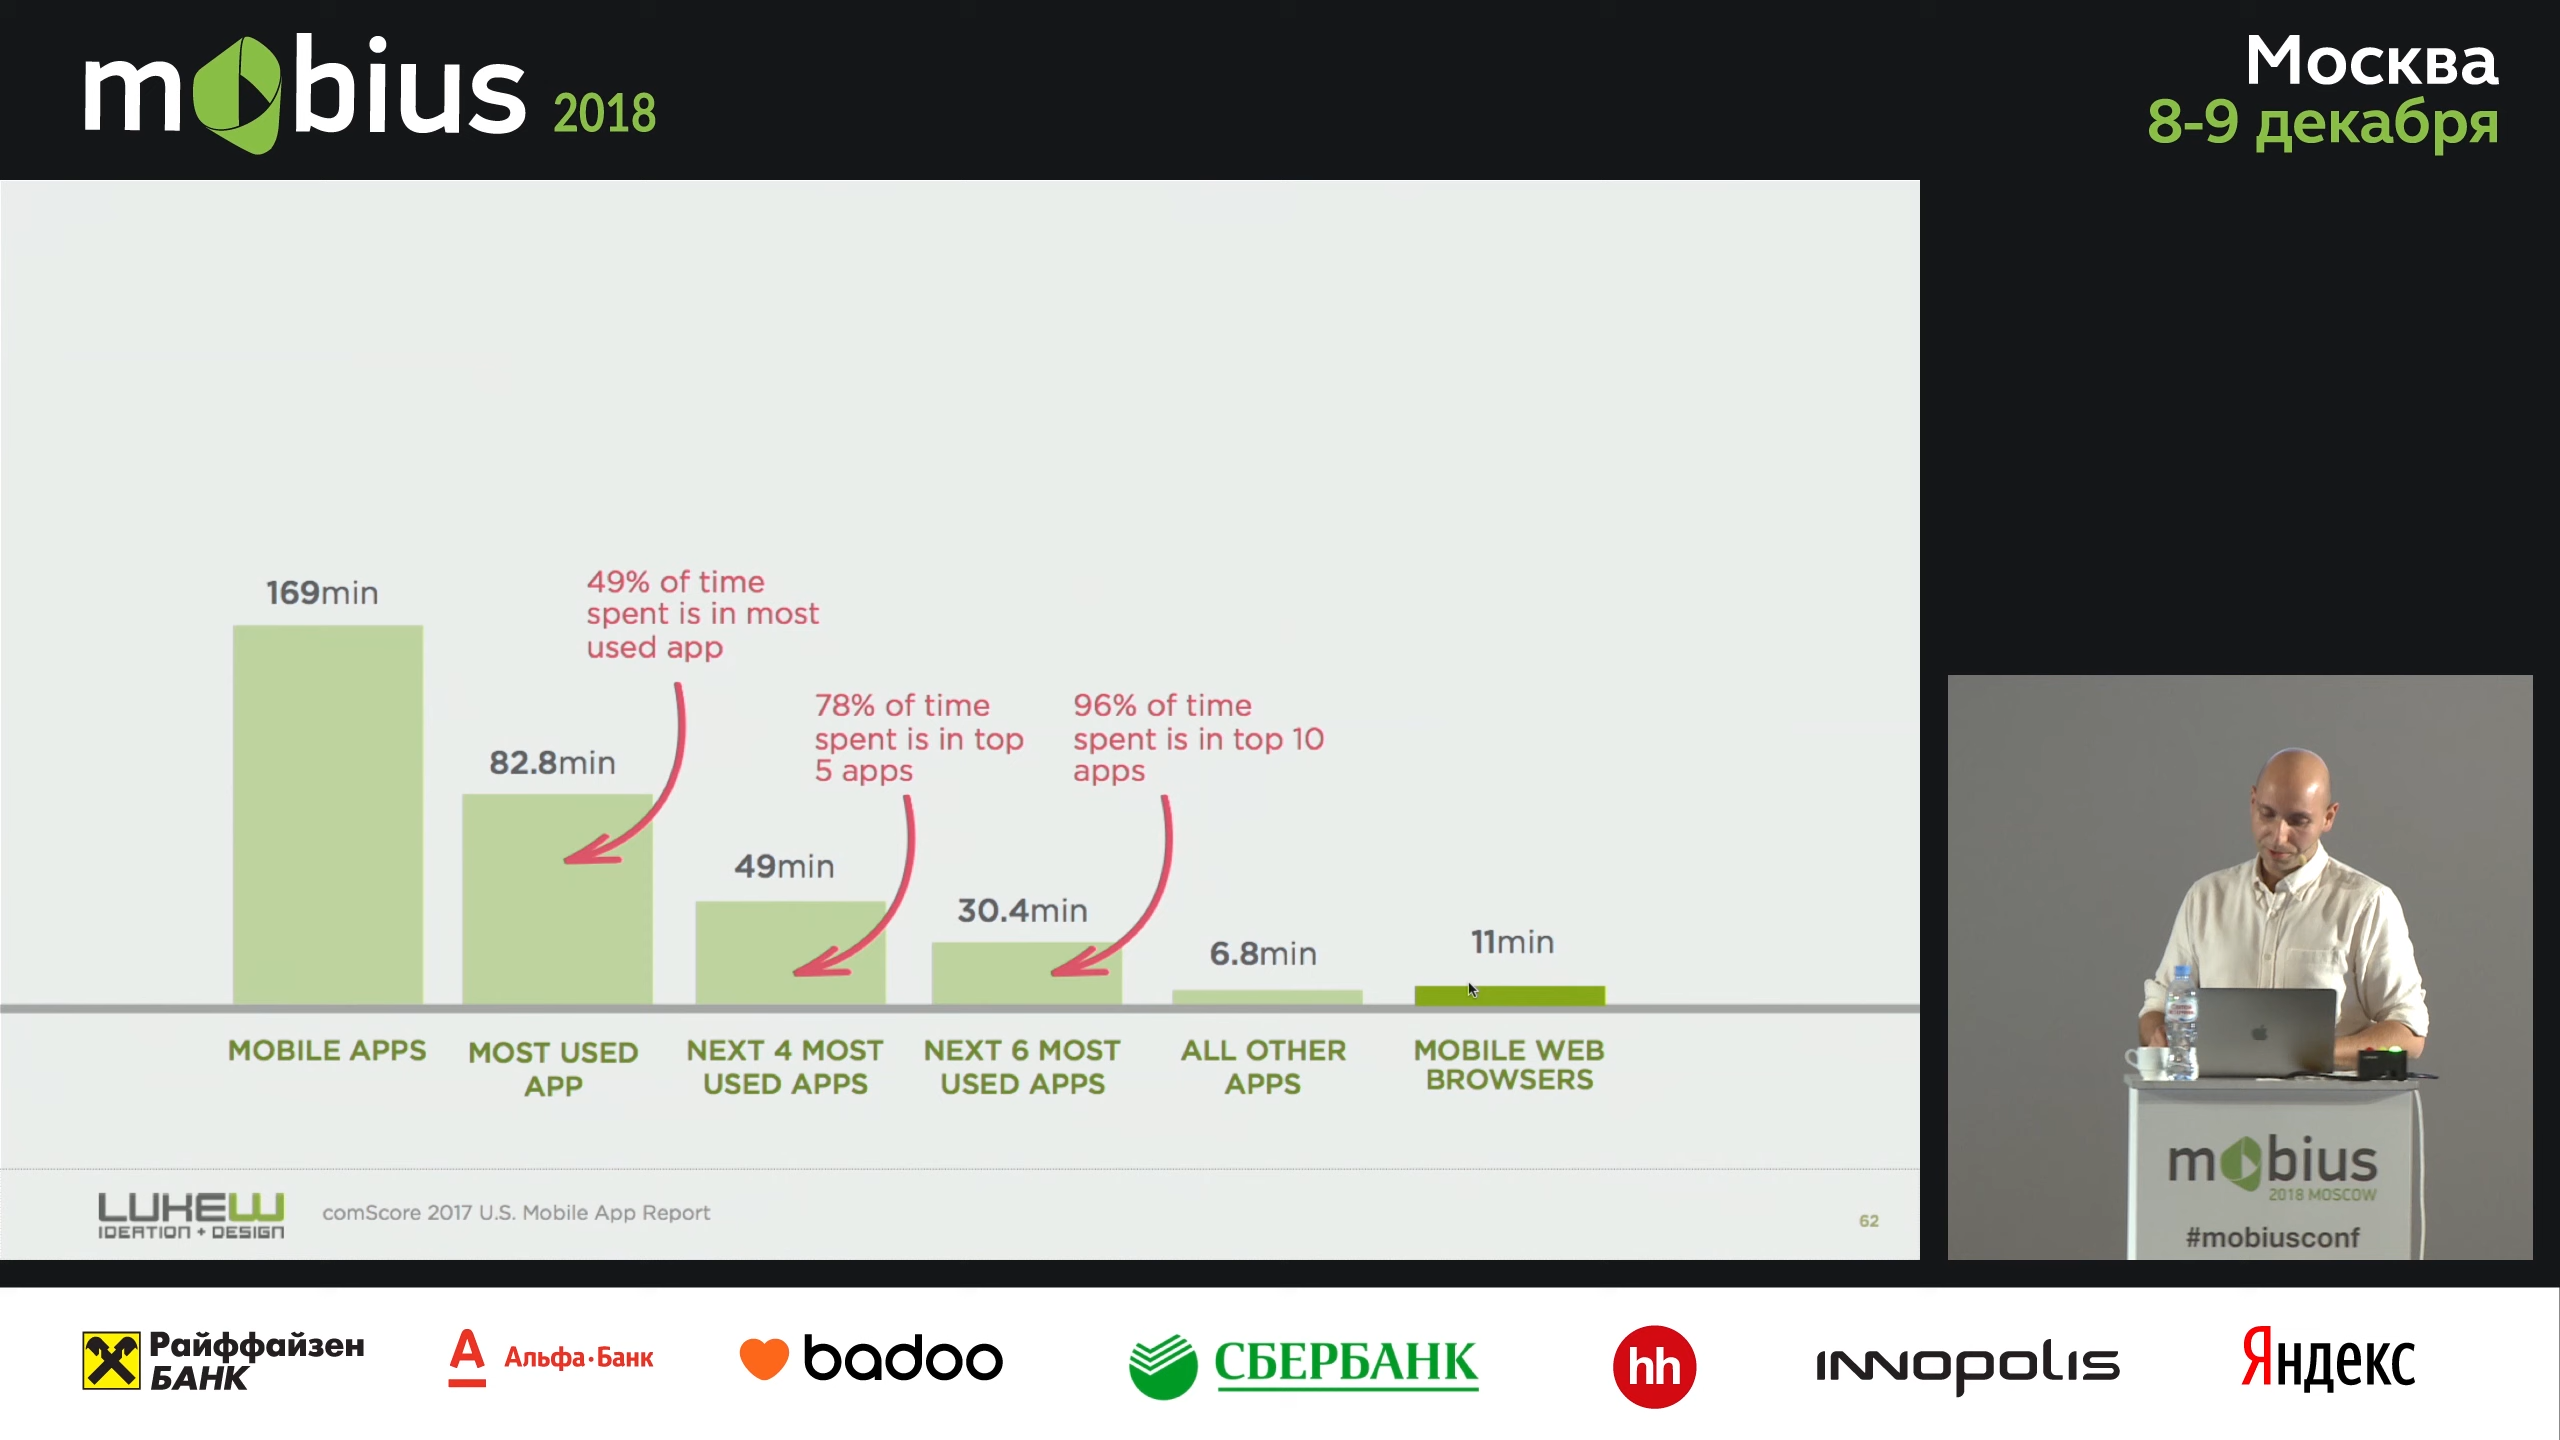 mobius 2018
Москва
8-9 декабря
169min
49% of time
spent is in most
used app
82.8min
78% of time
spent is in top
5 apps
96% of time
spent is in top 10
apps
49min
30.4min
6.8min
11min
MOBILE APPS
MOST USED
APP
NEXT 4 MOST
USED APPS
NEXT 6 MOST
USED APPS
ALL OTHER
APPS
MOBILE WEB
BROWSERS
LUKEW
IDEATION + DESIGN
comScore 2017 U.S. Mobile App Report
62
mobius
2018 MOSCOW
#mobiusconf
Райффайзен
БАНК
А
Альфа·Банк
badoo
СБЕРБАНК
hh
INNOPOLIS
Яндекс